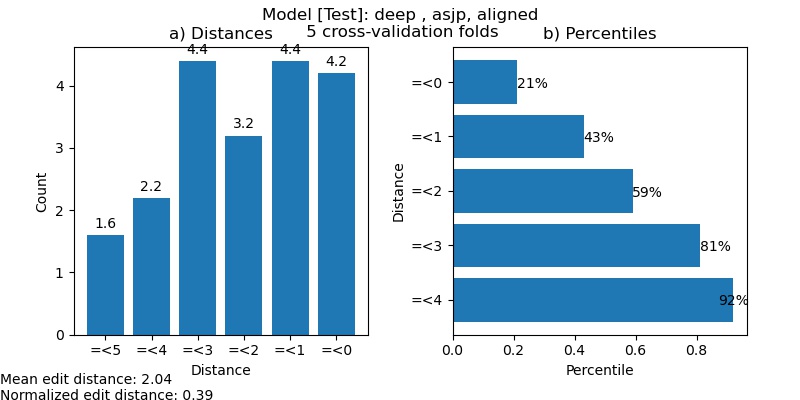 Model [Test]: deep , asjp, aligned
5 cross-validation folds
a) Distances
4.4
4.4
4.2
3.2
2.2
1.6
4
3
2
1
0
Count
=<5 =<4 =<3 =<2 =<1 =<0
Distance
b) Percentiles
=<0 21%
=<1 43%
=<2 59%
=<3 81%
=<4 92%
Distance
0.0 0.2 0.4 0.6 0.8
Percentile
Mean edit distance: 2.04
Normalized edit distance: 0.39